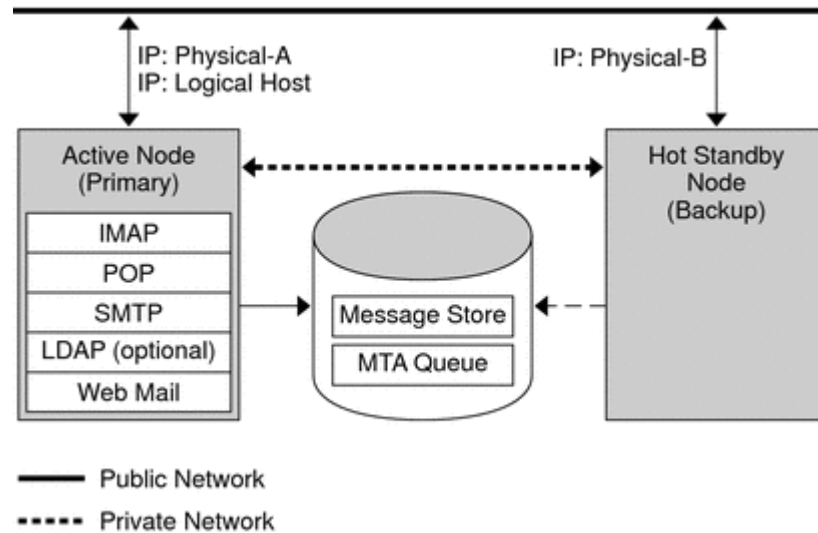 IP: Physical-A
IP: Logical Host
IP: Physical-B
Active Node
(Primary)
IMAP
POP
SMTP
LDAP (optional)
Web Mail
Message Store
MTA Queue
Hot Standby
Node
(Backup)
Public Network
Private Network